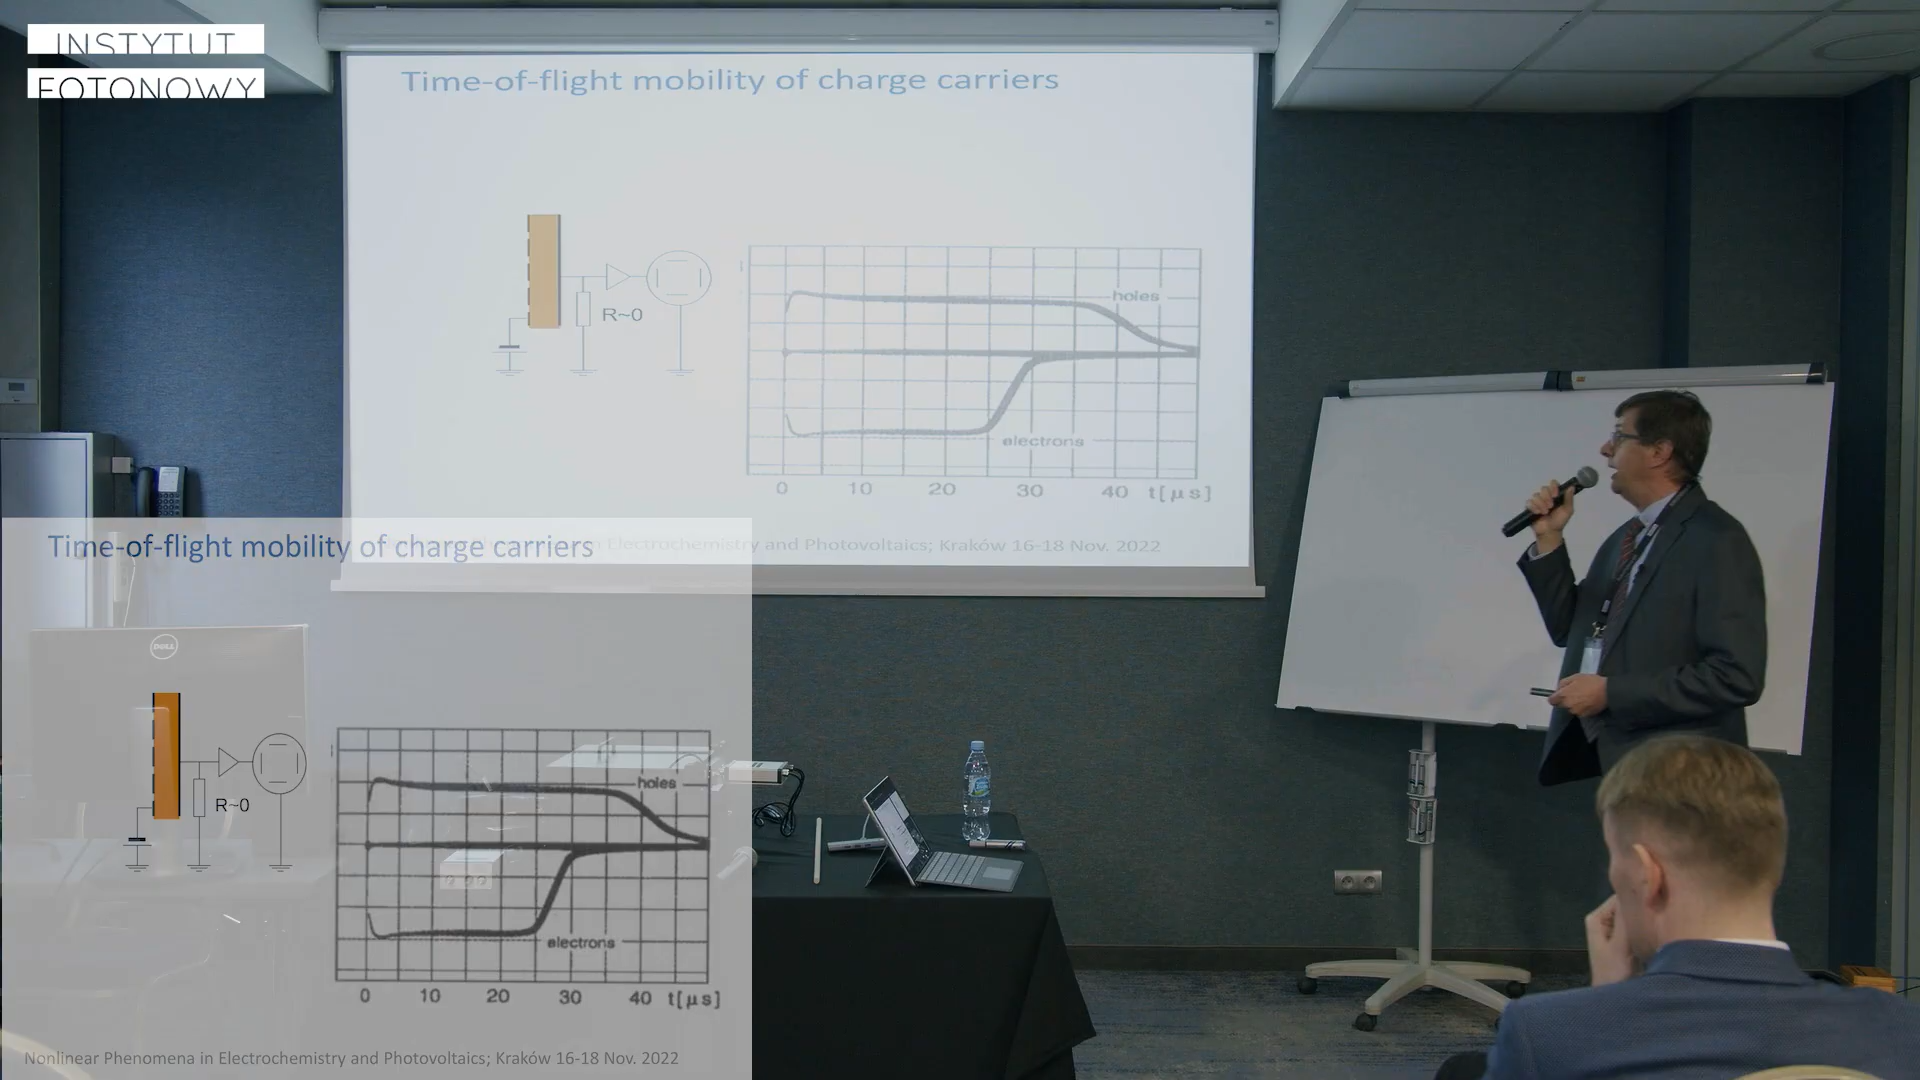 INSTYTUT
FOTONOWY
Time-of-flight mobility of charge carriers
R~0
holes
electrons
0 10 20 30 40 t[μs]
Electrochemistry and Photovoltaics; Kraków 16-18 Nov. 2022
Time-of-flight mobility of charge carriers
DELL
R~0
holes
electrons
0 10 20 30 40 t[μs]
Nonlinear Phenomena in Electrochemistry and Photovoltaics; Kraków 16-18 Nov. 2022